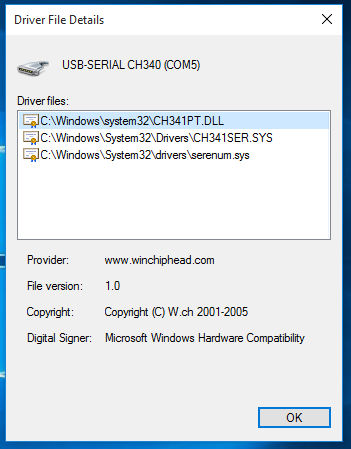 Driver File Details
USB-SERIAL CH340 (COM5)
Driver files:
C:\Windows\system32\CH341PT.DLL
C:\Windows\System32\Drivers\CH341SER.SYS
C:\Windows\System32\drivers\serenum.sys
Provider: www.winchiphead.com
File version: 1.0
Copyright: Copyright (C) W.ch 2001-2005
Digital Signer: Microsoft Windows Hardware Compatibility
OK